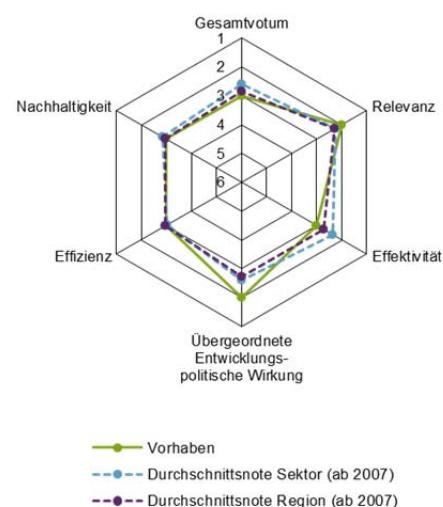 Gesamtvotum
1
2
3
4
5
6
Nachhaltigkeit
Relevanz
Effizienz
Effektivität
Übergeordnete
Entwicklungs-
politische Wirkung
Vorhaben
Durchschnittsnote Sektor (ab 2007)
Durchschnittsnote Region (ab 2007)